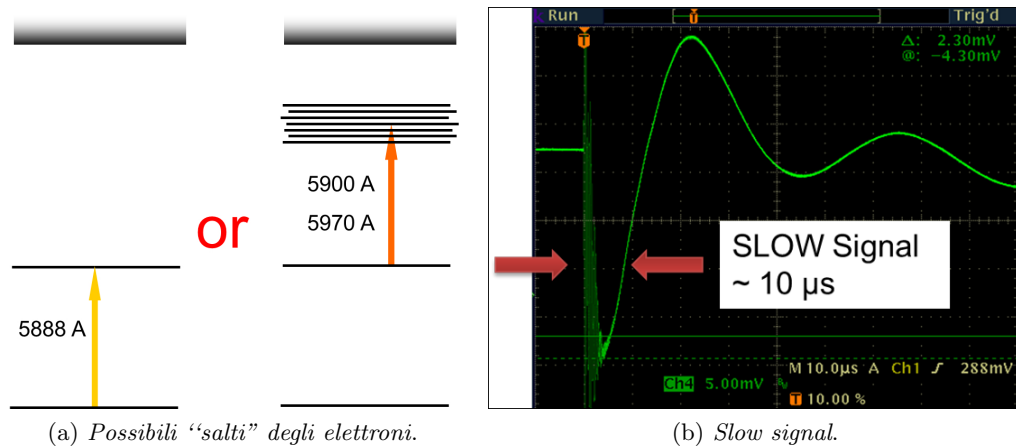 5888 A
or
5900 A
5970 A
Run
T
Trig'd
T
Δ: 2.30mV
@: −4.30mV
SLOW Signal
~ 10 µs
M 10.0µs A Ch1 ʃ 288mV
Ch4 5.00mV
T 10.00 %
(a) Possibili “salti” degli elettroni.
(b) Slow signal.